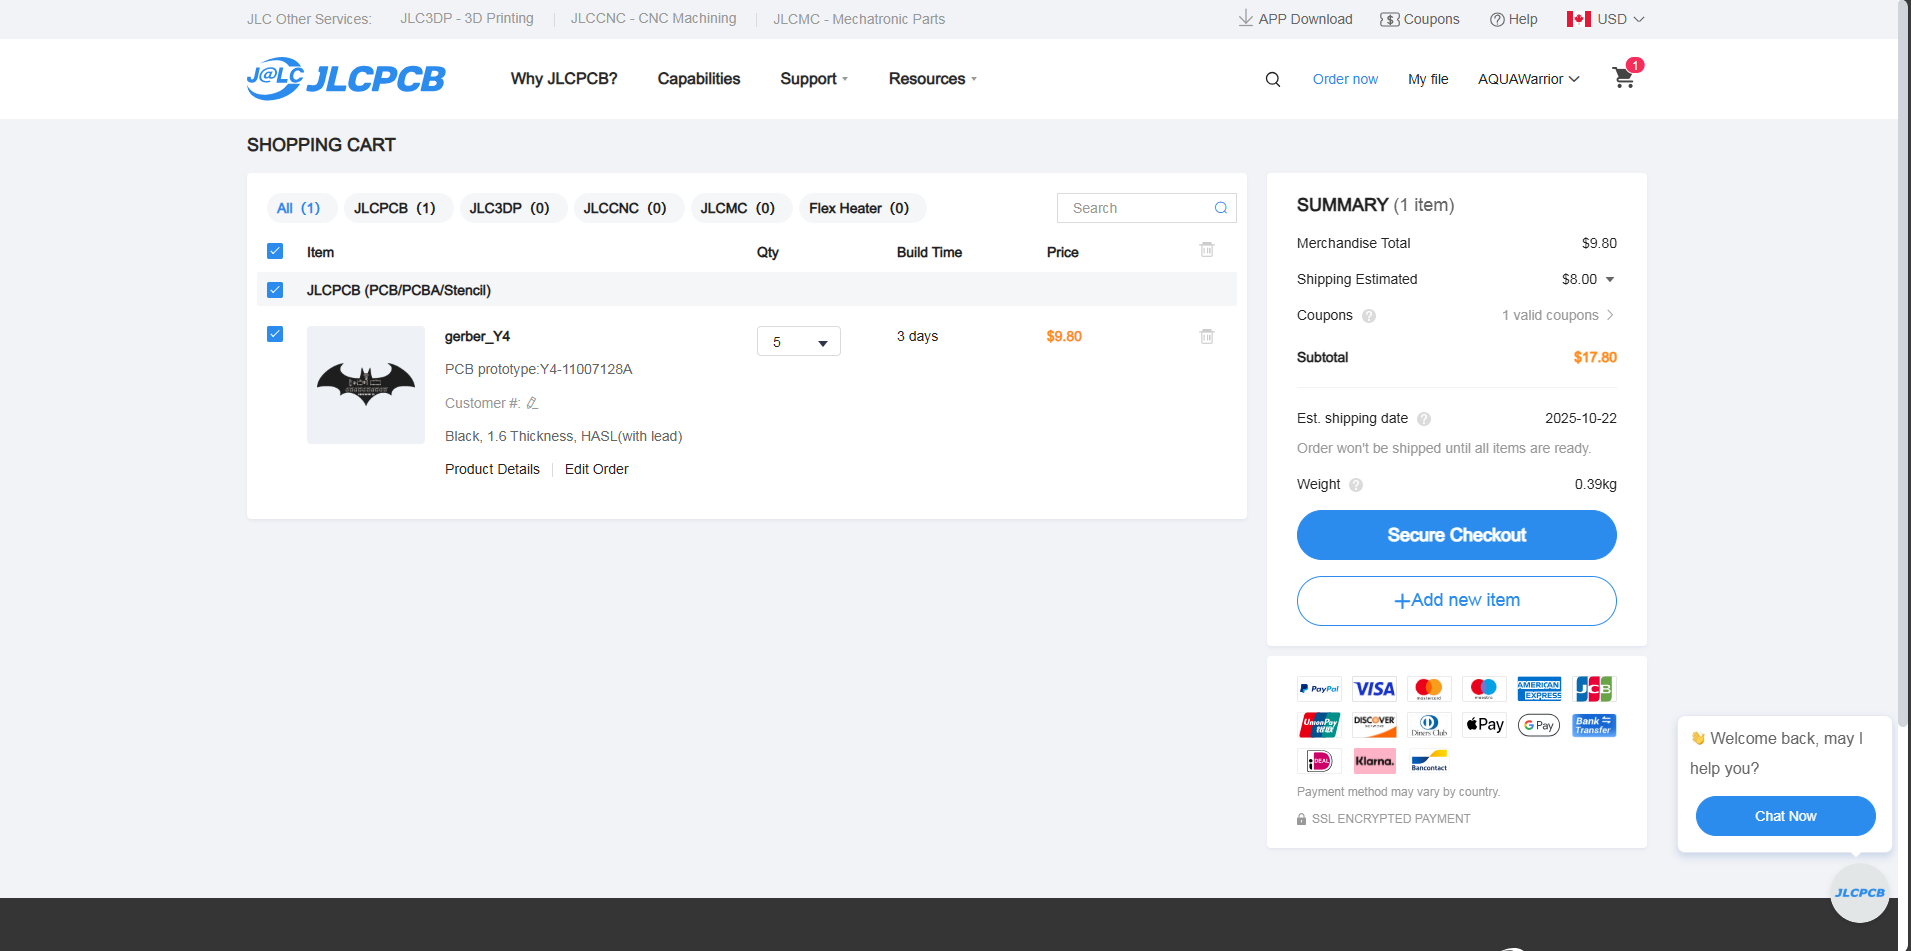 JLC Other Services: JLC3DP - 3D Printing JLCCNC - CNC Machining JLCMC - Mechatronic Parts APP Download Coupons Help USD
J@LC JLCPCB Why JLCPCB? Capabilities Support Resources Order now My file AQUAWarrior 1
SHOPPING CART
All (1) JLCPCB (1) JLC3DP (0) JLCCNC (0) JLCMC (0) Flex Heater (0) Search
Item Qty Build Time Price
JLCPCB (PCB/PCBA/Stencil)
gerber_Y4 5 3 days $9.80
PCB prototype:Y4-11007128A
Customer #:
Black, 1.6 Thickness, HASL(with lead)
Product Details Edit Order
SUMMARY (1 item)
Merchandise Total $9.80
Shipping Estimated $8.00
Coupons ? 1 valid coupons
Subtotal $17.80
Est. shipping date ? 2025-10-22
Order won't be shipped until all items are ready.
Weight ? 0.39kg
Secure Checkout
+Add new item
PayPal VISA mastercard maestro AMERICAN EXPRESS JCB
UnionPay 银联 DISCOVER NETWORK Diners Club Pay G Pay Bank Transfer
iDEAL Klarna. Bancontact
Payment method may vary by country.
SSL ENCRYPTED PAYMENT
👋 Welcome back, may I
help you?
Chat Now
JLCPCB